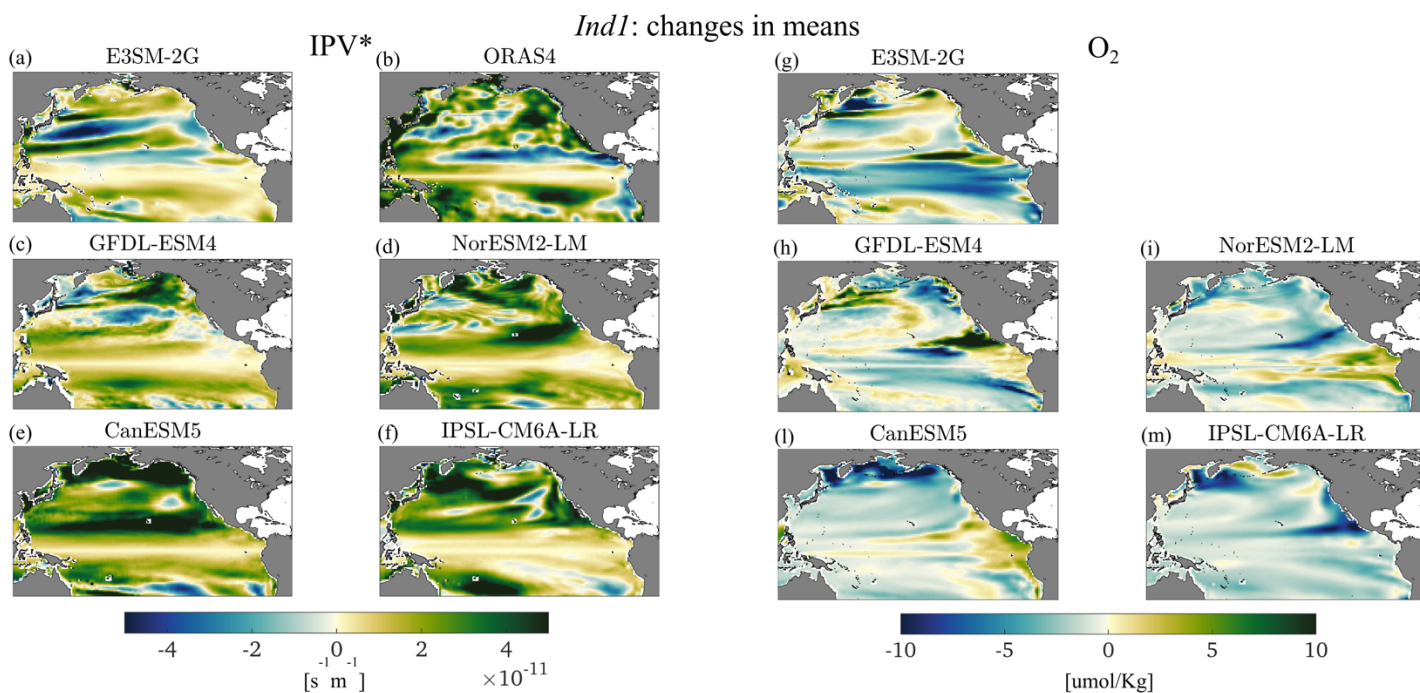 Ind1: changes in means
IPV*
O2
(a) E3SM-2G
(b) ORAS4
(g) E3SM-2G
(c) GFDL-ESM4
(d) NorESM2-LM
(h) GFDL-ESM4
(i) NorESM2-LM
(e) CanESM5
(f) IPSL-CM6A-LR
(l) CanESM5
(m) IPSL-CM6A-LR
-4 -2 0 2 4
[s-1 m-1]
×10-11
-10 -5 0 5 10
[umol/Kg]